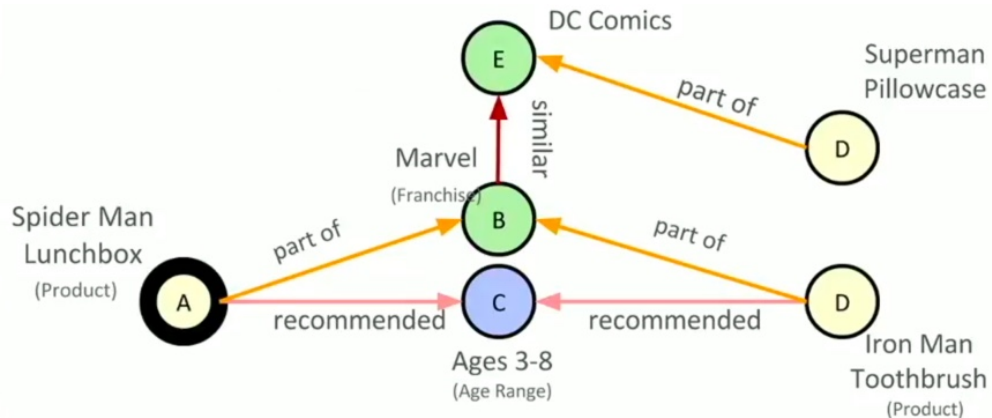 DC Comics
E
Superman
Pillowcase
part of
D
similar
Marvel
(Franchise)
B
Spider Man
Lunchbox
(Product)
A
part of
part of
C
recommended
recommended
D
Ages 3-8
(Age Range)
Iron Man
Toothbrush
(Product)